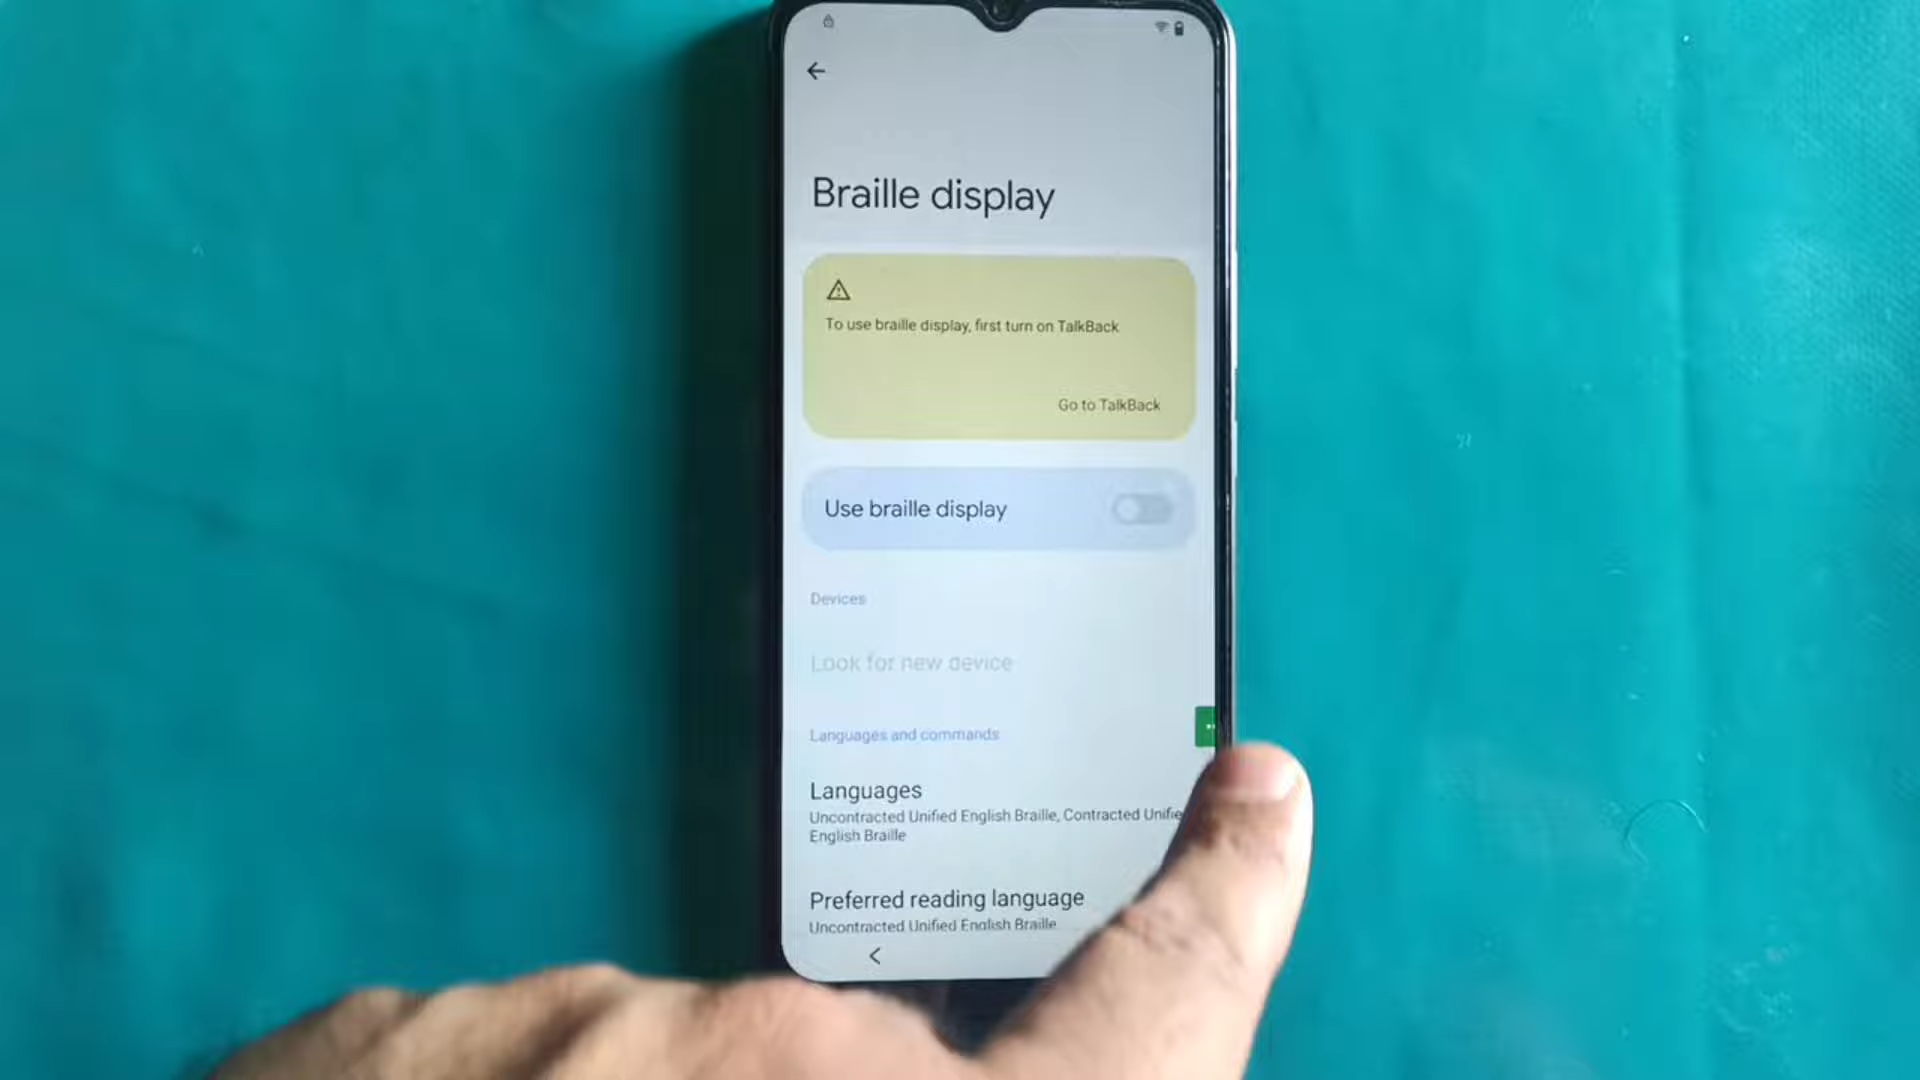 Braille display
To use braille display, first turn on TalkBack
Go to TalkBack
Use braille display
Devices
Look for new device
Languages and commands
Languages
Uncontracted Unified English Braille, Contracted Unifie
English Braille
Preferred reading language
Uncontracted Unified English Braille